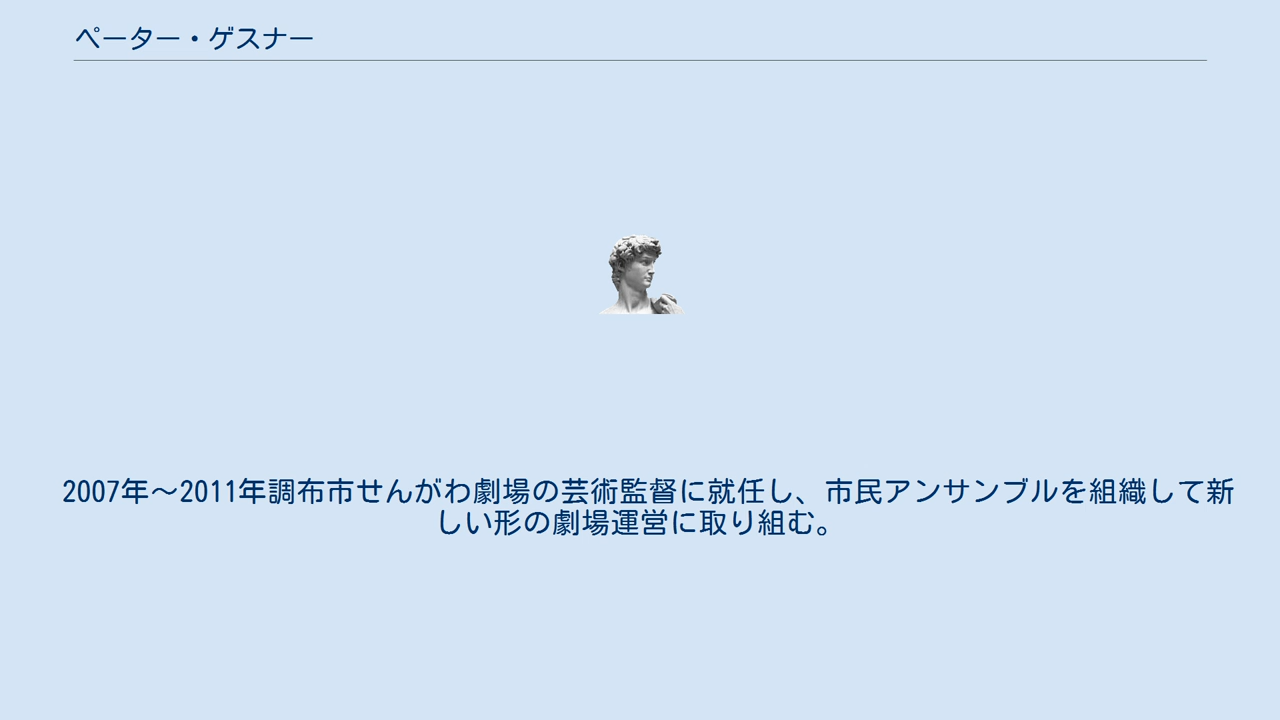 ペーター・ゲスナー
2007年～2011年調布市せんがわ劇場の芸術監督に就任し、市民アンサンブルを組織して新
しい形の劇場運営に取り組む。